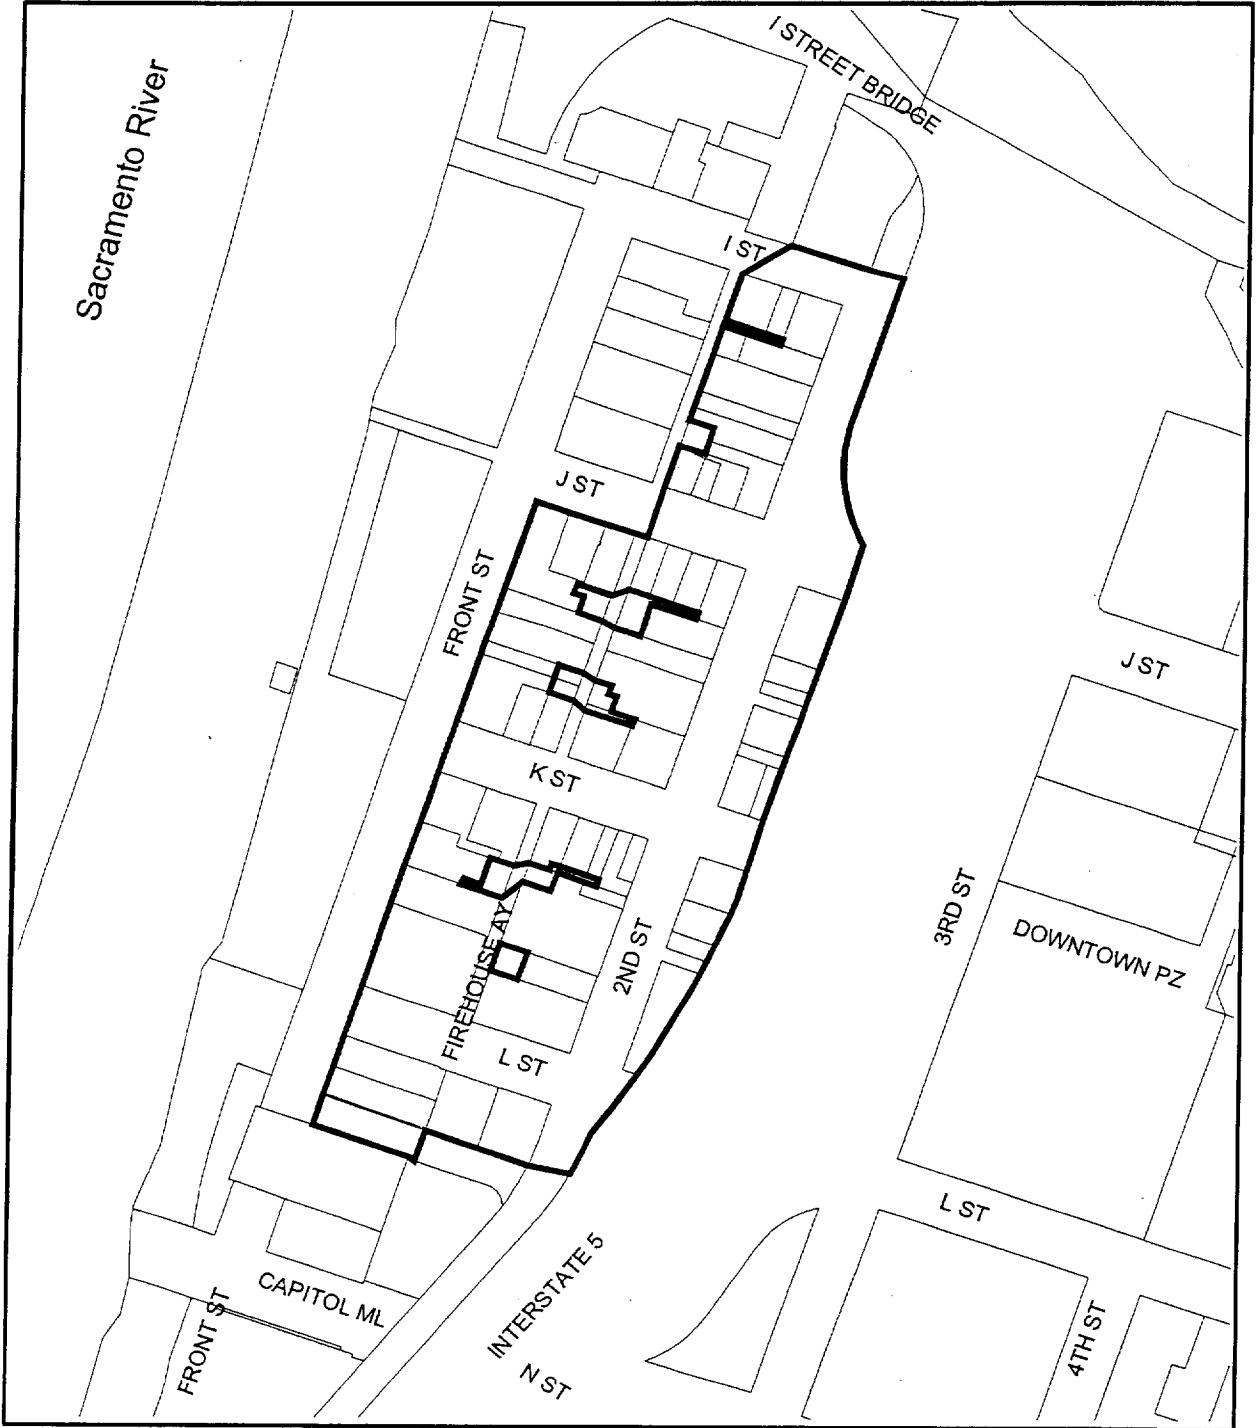 I STREET BRIDGE
Sacramento River
I ST
J ST
FRONT ST
J ST
K ST
3RD ST
DOWNTOWN PZ
2ND ST
FIREHOUSE AY
L ST
L ST
INTERSTATE 5
CAPITOL ML
FRONT ST
N ST
4TH ST